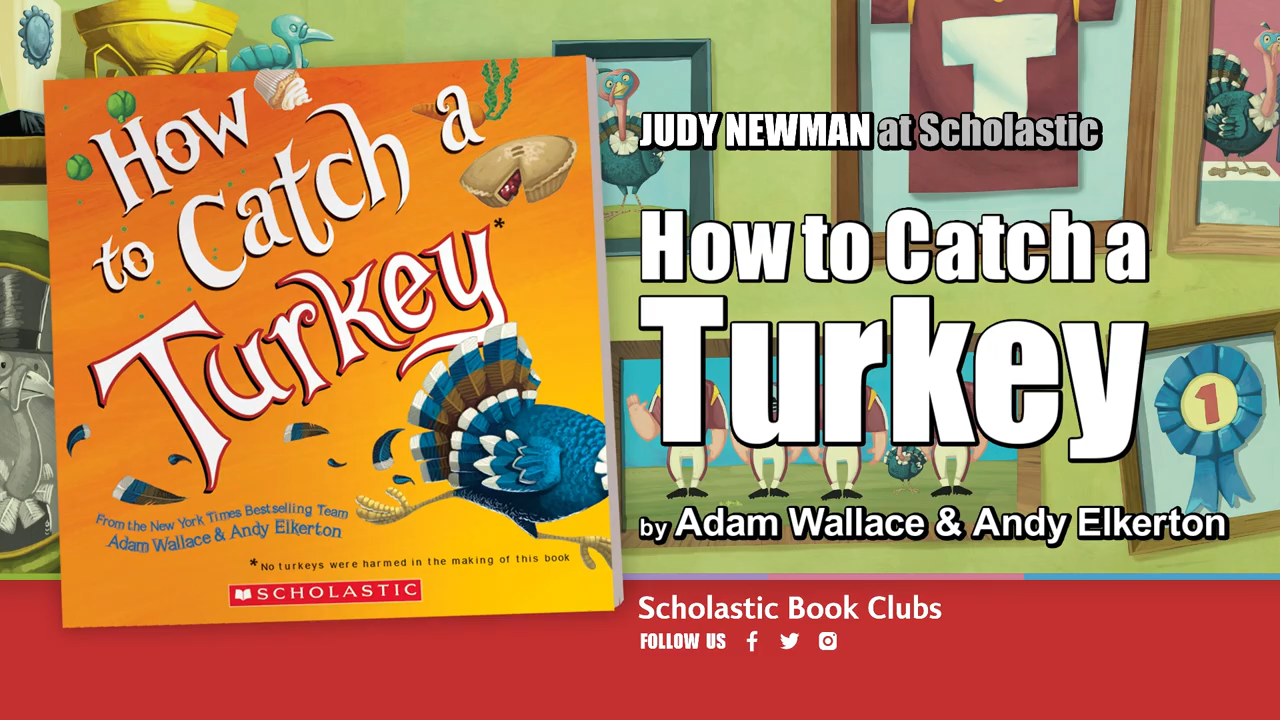 How
to Catch a
Turkey*
From the New York Times Bestselling Team
Adam Wallace & Andy Elkerton
*No turkeys were harmed in the making of this book
SCHOLASTIC
T
JUDY NEWMAN at Scholastic
How to Catch a
Turkey
1
by Adam Wallace & Andy Elkerton
Scholastic Book Clubs
FOLLOW US